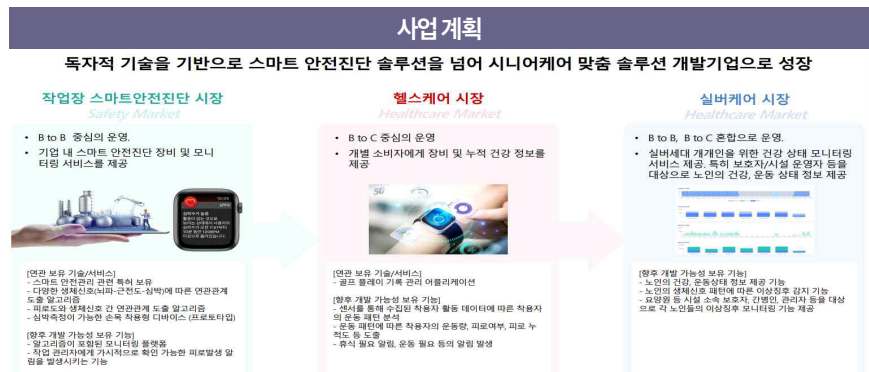 사업 계획
독자적 기술을 기반으로 스마트 안전진단 솔루션을 넘어 시니어케어 맞춤 솔루션 개발기업으로 성장
작업장 스마트안전진단 시장
Safety Market
• B to B 중심의 운영.
• 기업 내 스마트 안전진단 장비 및 모니
터링 서비스를 제공
[연관 보유 기술/서비스]
- 스마트 안전관리 관련 특허 보유
- 다양한 생체신호(뇌파-근전도-심박)에 따른 연관관계
도출 알고리즘
- 피로도와 생체신호 간 연관관계 도출 알고리즘
- 심박측정이 가능한 손목 착용형 디바이스 (프로토타입)
[향후 개발 가능성 보유 기능]
- 알고리즘이 포함된 모니터링 플랫폼
- 작업 관리자에게 가시적으로 확인 가능한 피로발생 알
림을 발생시키는 기능
헬스케어 시장
Healthcare Market
• B to C 중심의 운영
• 개별 소비자에게 장비 및 누적 건강 정보를
제공
5G
[연관 보유 기술/서비스]
- 골프 플레이 기록 관리 어플리케이션
[향후 개발 가능성 보유 기능]
- 센서를 통해 수집된 착용자 활동 데이터에 따른 착용자
의 운동 패턴 분석
- 운동 패턴에 따른 착용자의 운동량, 피로여부, 피로 누
적도 등 도출
- 휴식 필요 알림, 운동 필요 등의 알림 발생
실버케어 시장
Healthcare Market
• B to B, B to C 혼합으로 운영.
• 실버세대 개개인을 위한 건강 상태 모니터링
서비스 제공. 특히 보호자/시설 운영자 등을
대상으로 노인의 건강, 운동 상태 정보 제공
[향후 개발 가능성 보유 기능]
- 노인의 건강, 운동상태 정보 제공 기능
- 노인의 생체신호 패턴에 따른 이상징후 감지 기능
- 요양원 등 시설 소속 보호자, 간병인, 관리자 등을 대상
으로 각 노인들의 이상징후 모니터링 기능 제공